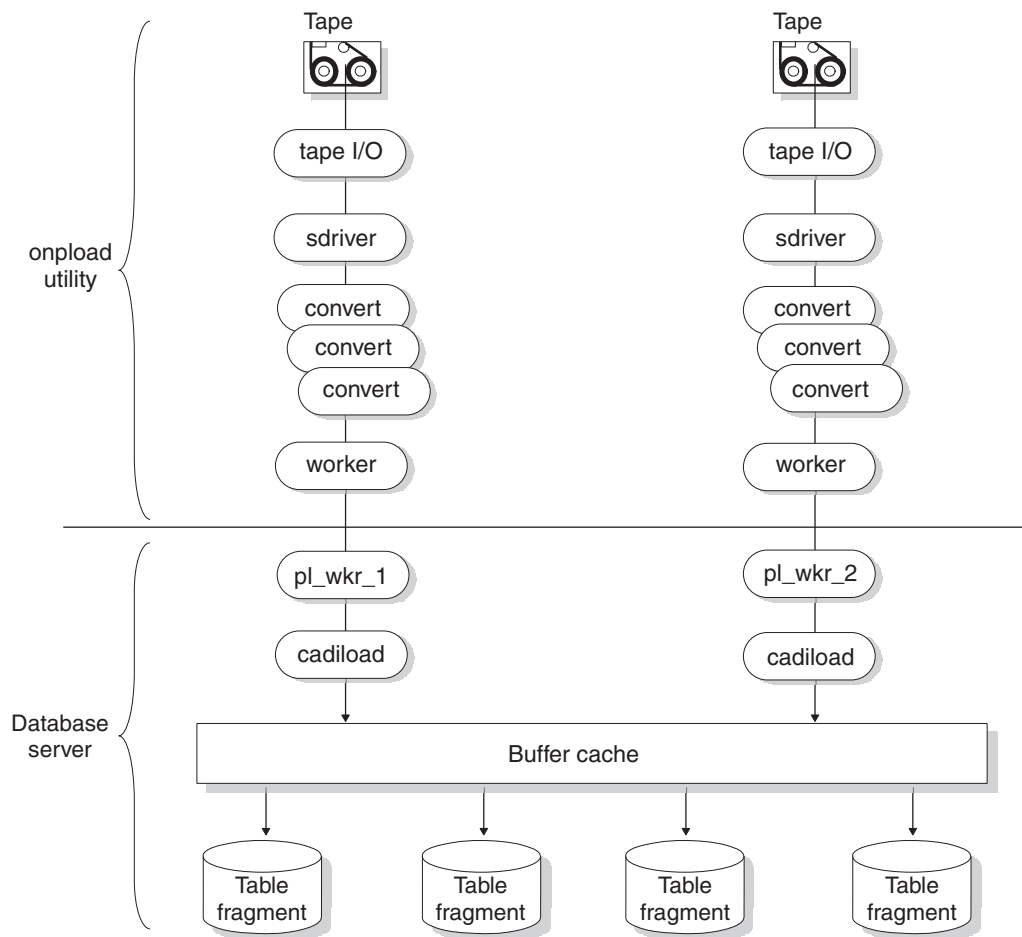 Tape
Tape
tape I/O
tape I/O
sdriver
sdriver
onpload
utility
convert
convert
convert
convert
convert
convert
worker
worker
pl_wkr_1
pl_wkr_2
cadiload
cadiload
Database
server
Buffer cache
Table
fragment
Table
fragment
Table
fragment
Table
fragment